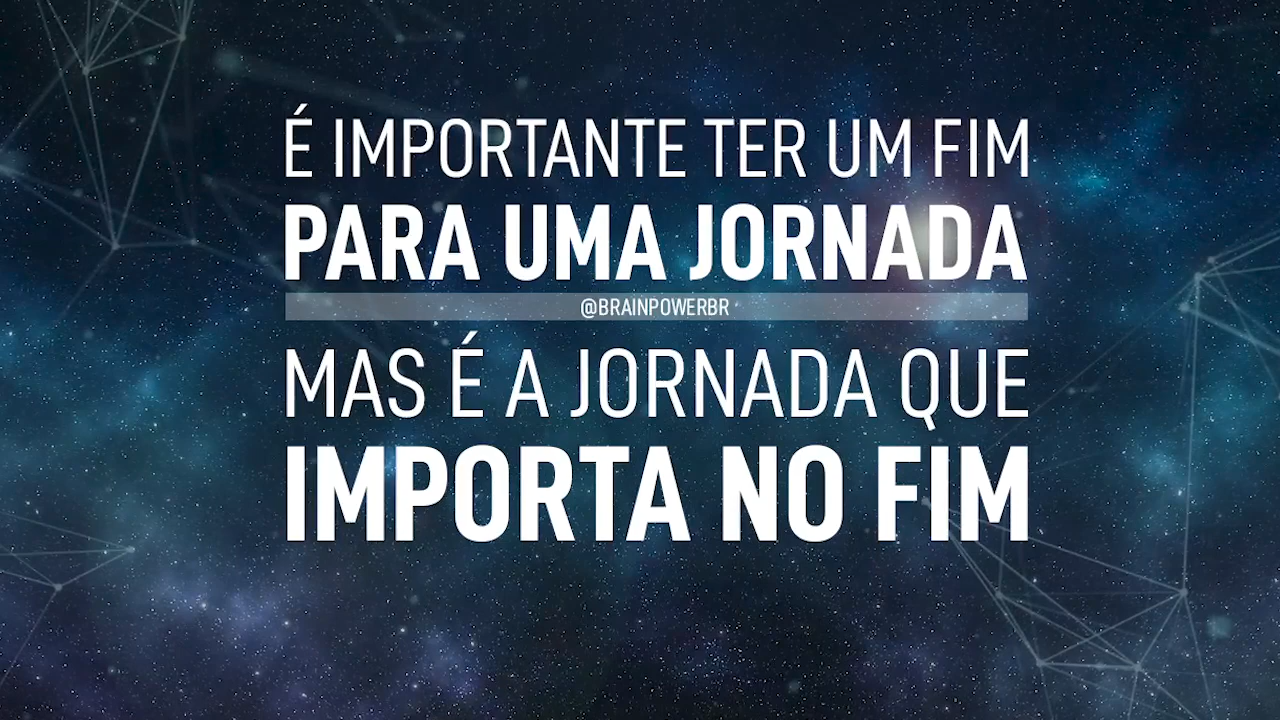 É IMPORTANTE TER UM FIM
PARA UMA JORNADA
@BRAINPOWERBR
MAS É A JORNADA QUE
IMPORTA NO FIM